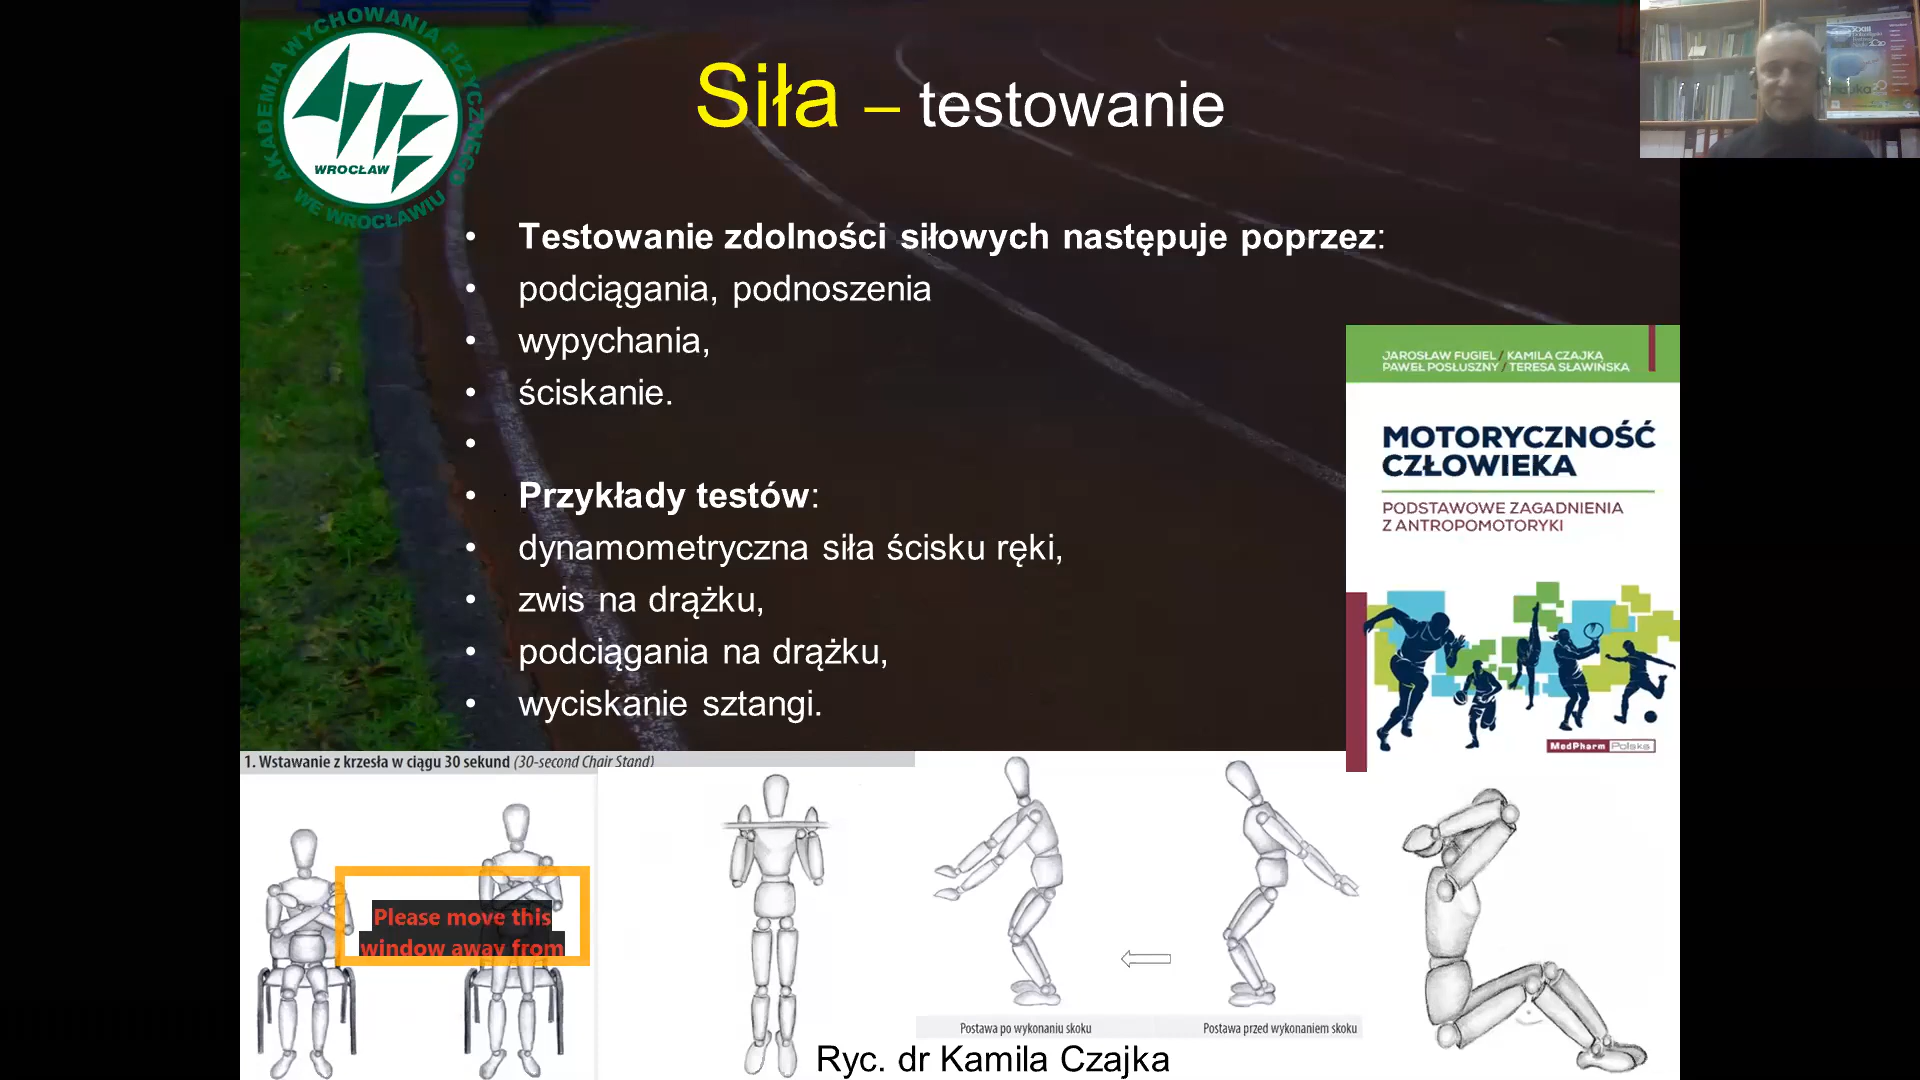 AKADEMIA WYCHOWANIA FIZYCZNEGO
WE WROCŁAWIU
WROCŁAW
Siła – testowanie
• Testowanie zdolności siłowych następuje poprzez:
• podciągania, podnoszenia
• wypychania,
• ściskanie.
•
• Przykłady testów:
• dynamometryczna siła ścisku ręki,
• zwis na drążku,
• podciągania na drążku,
• wyciskanie sztangi.
JAROSŁAW FUGIEL / KAMILA CZAJKA
PAWEŁ POSŁUSZNY / TERESA SŁAWIŃSKA
MOTORYCZNOŚĆ
CZŁOWIEKA
PODSTAWOWE ZAGADNIENIA
Z ANTROPOMOTORYKI
MedPharm Polska
1. Wstawanie z krzesła w ciągu 30 sekund (30-second Chair Stand)
Please move this
window away from
Postawa po wykonaniu skoku
Postawa przed wykonaniem skoku
Ryc. dr Kamila Czajka